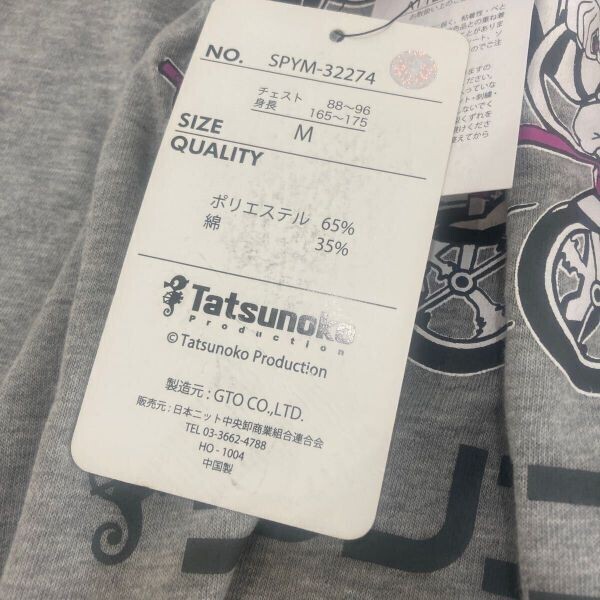 NO. SPYM-32274
チェスト 88～96
身長 165～175
SIZE M
QUALITY
ポリエステル 65%
綿 35%
Tatsunoko
Production
© Tatsunoko Production
製造元 : GTO CO.,LTD.
販売元 : 日本ニット中央卸商業組合連合会
TEL 03-3662-4788
HO - 1004
中国製